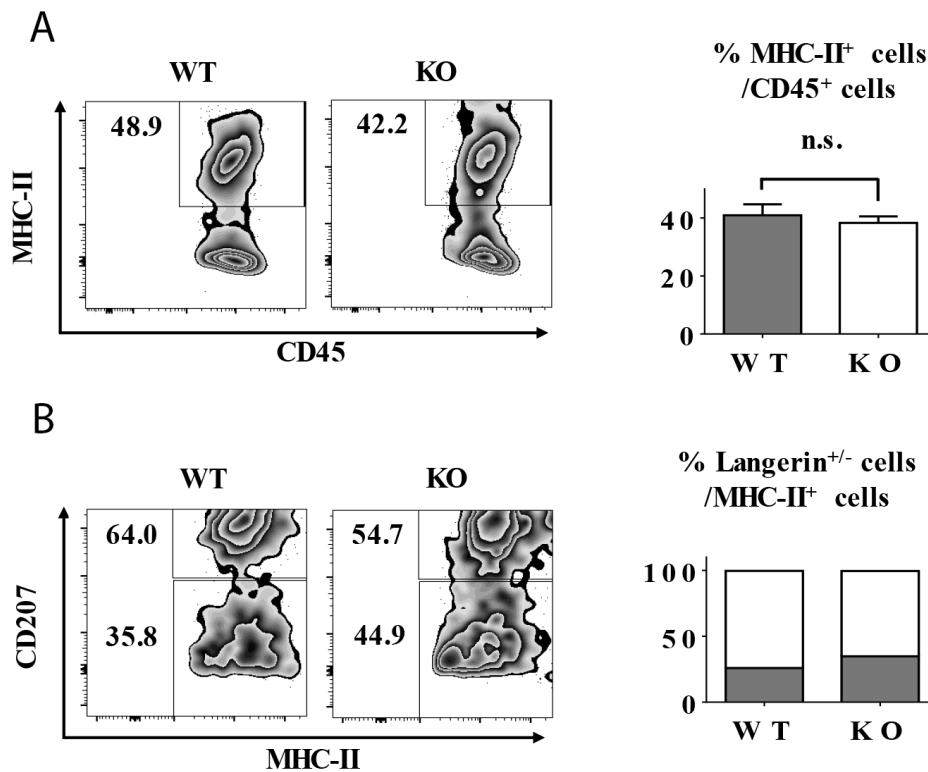 A
WT
KO
% MHC-II+ cells
/CD45+ cells
48.9
42.2
n.s.
MHC-II
40
20
0
W T
K O
CD45
B
WT
KO
% Langerin+/- cells
/MHC-II+ cells
64.0
54.7
35.8
44.9
CD207
100
50
0
W T
K O
MHC-II